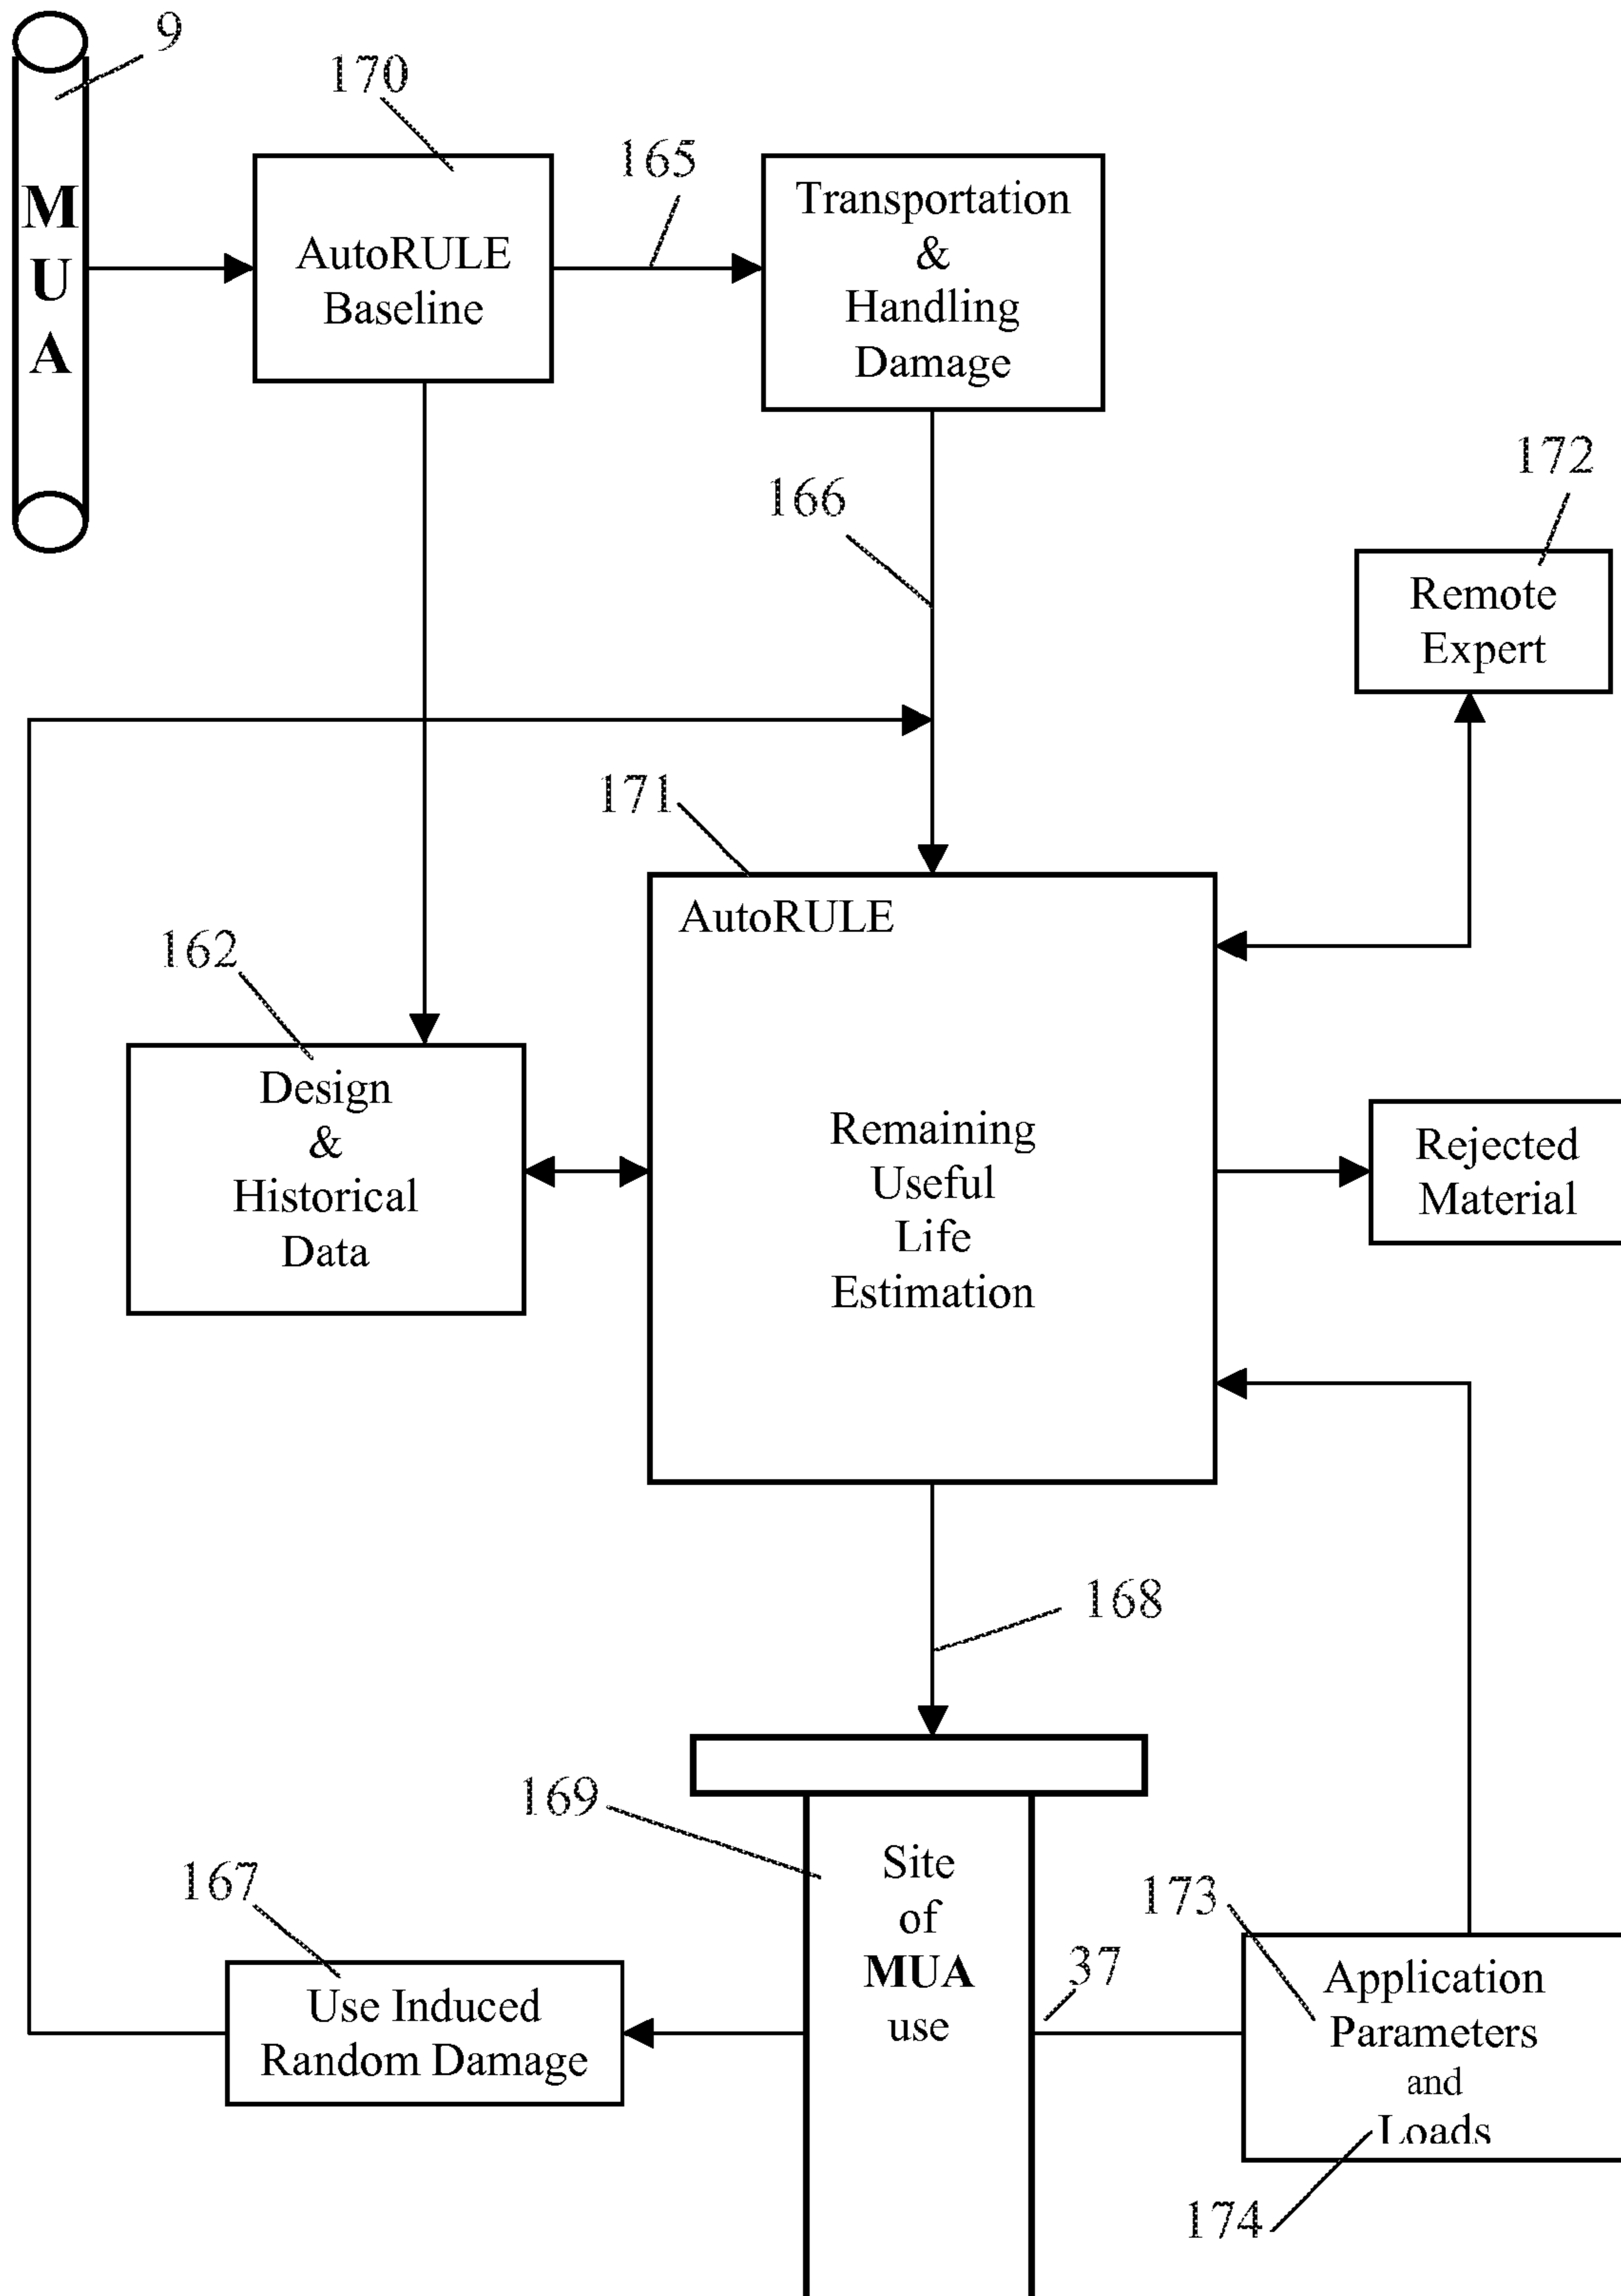 9
170
165
M
U
A
AutoRULE
Baseline
Transportation
&
Handling
Damage
166
172
Remote
Expert
171
AutoRULE
162
Design
&
Historical
Data
Remaining
Useful
Life
Estimation
Rejected
Material
168
169
Site
of
MUA
use
167
Use Induced
Random Damage
37
173
Application
Parameters
and
Loads
174